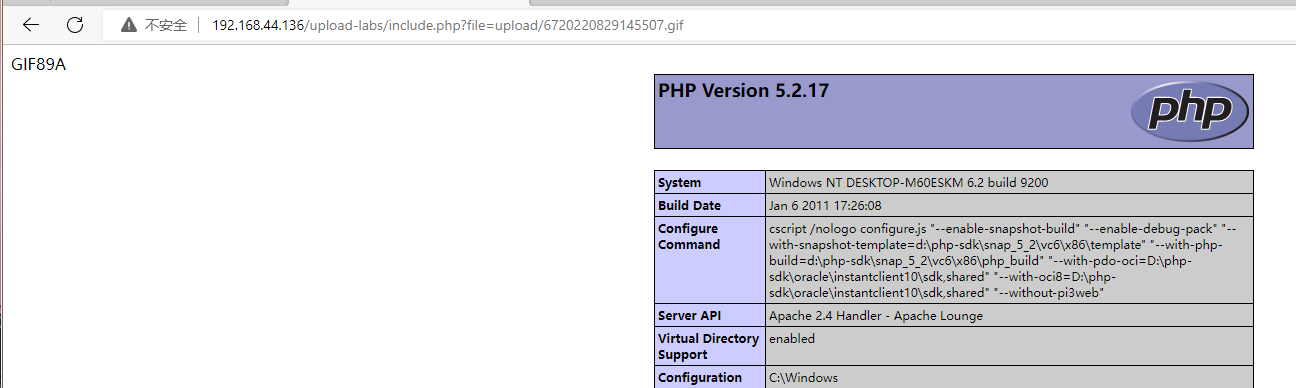 不安全 | 192.168.44.136/upload-labs/include.php?file=upload/6720220829145507.gif
GIF89A
PHP Version 5.2.17
php
System Windows NT DESKTOP-M60ESKM 6.2 build 9200
Build Date Jan 6 2011 17:26:08
Configure Command cscript /nologo configure.js "--enable-snapshot-build" "--enable-debug-pack" "--
with-snapshot-template=d:\php-sdk\snap_5_2\vc6\x86\template" "--with-php-
build=d:\php-sdk\snap_5_2\vc6\x86\php_build" "--with-pdo-oci=D:\php-
sdk\oracle\instantclient10\sdk,shared" "--with-oci8=D:\php-
sdk\oracle\instantclient10\sdk,shared" "--without-pi3web"
Server API Apache 2.4 Handler - Apache Lounge
Virtual Directory Support enabled
Configuration C:\Windows